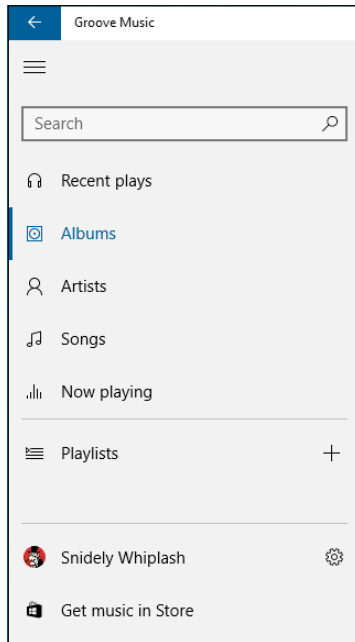 Groove Music
Search
Recent plays
Albums
Artists
Songs
Now playing
Playlists
Snidely Whiplash
Get music in Store